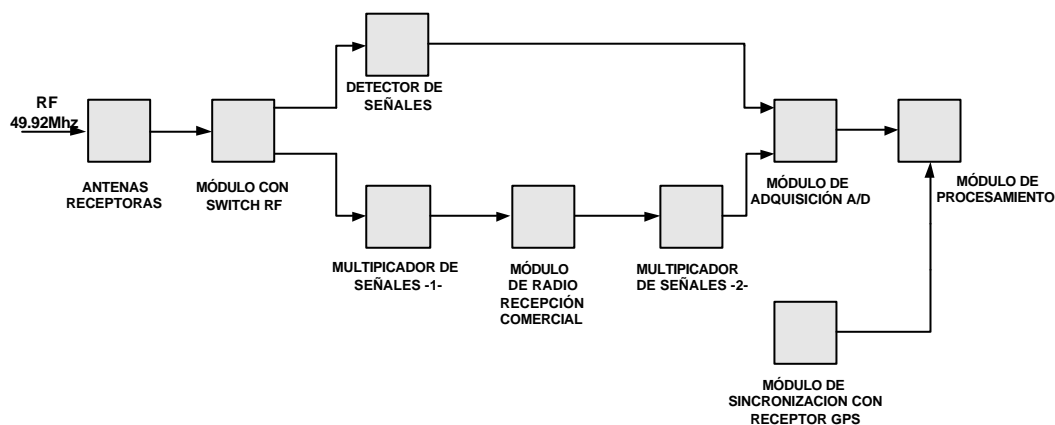 DETECTOR DE
SEÑALES
RF
49.92Mhz
ANTENAS
RECEPTORAS
MÓDULO CON
SWITCH RF
MÓDULO DE
ADQUISICIÓN A/D
MÓDULO DE
PROCESAMIENTO
MULTIPICADOR DE
SEÑALES -1-
MÓDULO
DE RADIO
RECEPCIÓN
COMERCIAL
MULTIPICADOR
DE SEÑALES -2-
MÓDULO DE
SINCRONIZACION CON
RECEPTOR GPS